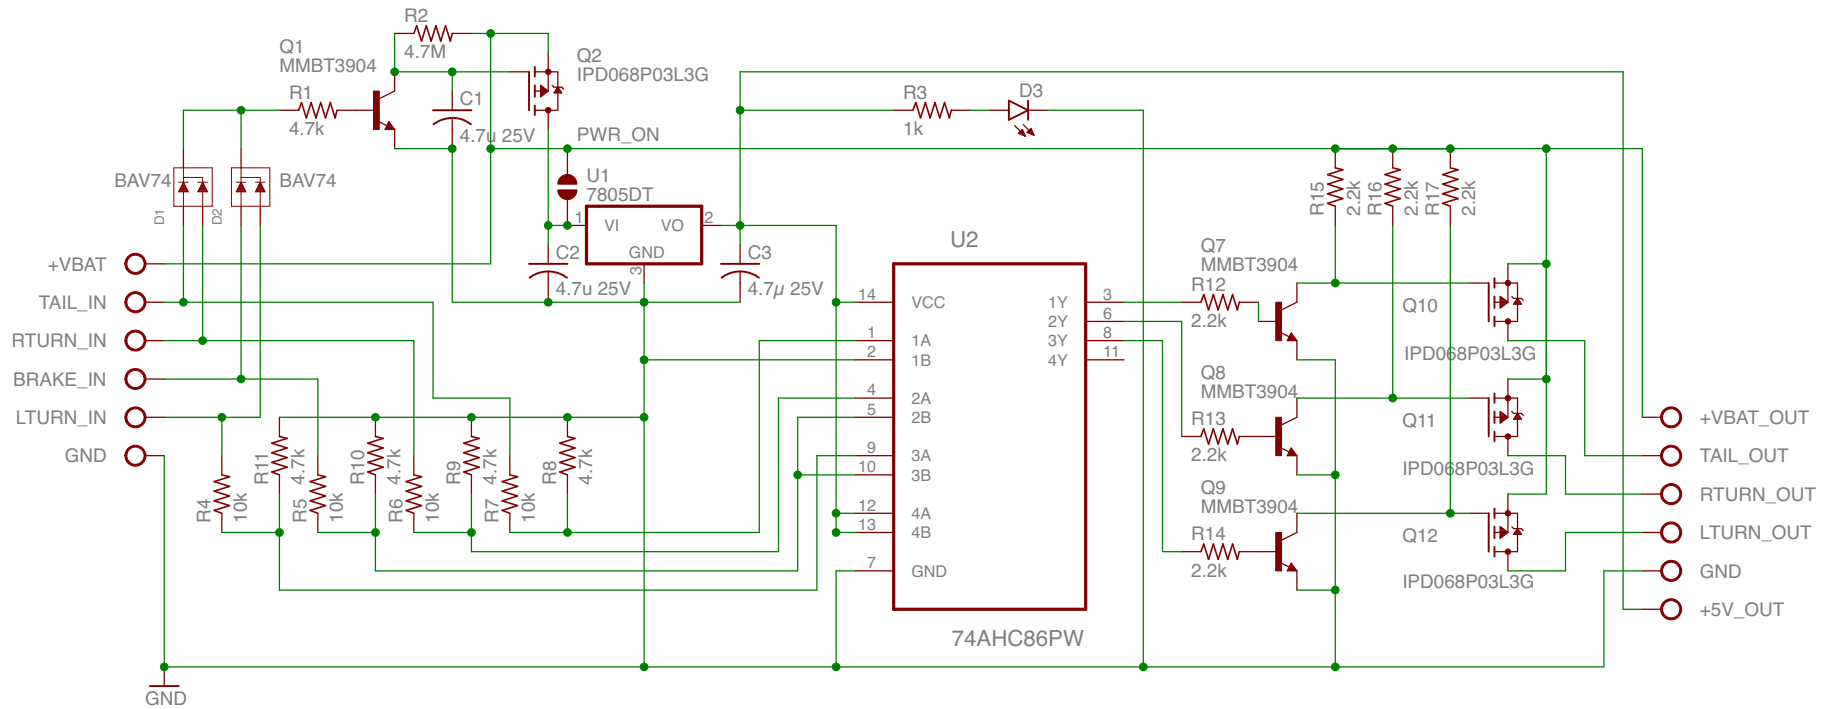 R2
4.7M
Q1
MMBT3904
Q2
IPD068P03L3G
R1
4.7k
C1
4.7u 25V
PWR_ON
R3
1k
D3
BAV74
BAV74
D1
D2
U1
7805DT
1
VI
VO
2
GND
3
C2
4.7u 25V
C3
4.7µ 25V
R15
2.2k
R16
2.2k
R17
2.2k
+VBAT
TAIL_IN
RTURN_IN
BRAKE_IN
LTURN_IN
GND
R4
10k
R11
4.7k
R5
10k
R10
4.7k
R6
10k
R9
4.7k
R7
10k
R8
4.7k
U2
14
VCC
1
1A
2
1B
4
2A
5
2B
9
3A
10
3B
12
4A
13
4B
7
GND
1Y
3
2Y
6
3Y
8
4Y
11
74AHC86PW
Q7
MMBT3904
R12
2.2k
Q8
MMBT3904
R13
2.2k
Q9
MMBT3904
R14
2.2k
Q10
IPD068P03L3G
Q11
IPD068P03L3G
Q12
IPD068P03L3G
+VBAT_OUT
TAIL_OUT
RTURN_OUT
LTURN_OUT
GND
+5V_OUT
GND